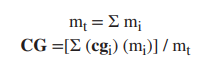 mₜ = Σ mᵢ
CG =[Σ (cgᵢ) (mᵢ)] / mₜ